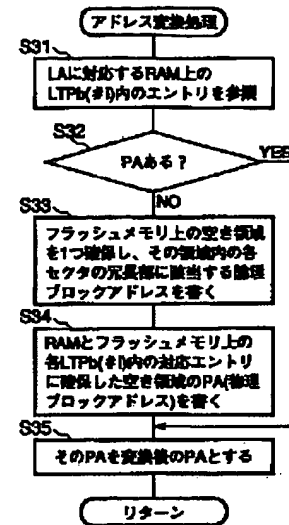 アドレス変換処理
S31
LAに対応するRAM上の
LTPb(#i)内のエントリを参照
S32
PAある?
YES
NO
S33
フラッシュメモリ上の空き領域
を1つ確保し、その領域内の各
セクタの冗長部に該当する論理
ブロックアドレスを書く
S34
RAMとフラッシュメモリ上の
各LTPb(#i)内の対応エントリ
に確保した空き領域のPA(物理
ブロックアドレス)を書く
S35
そのPAを変換後のPAとする
リターン